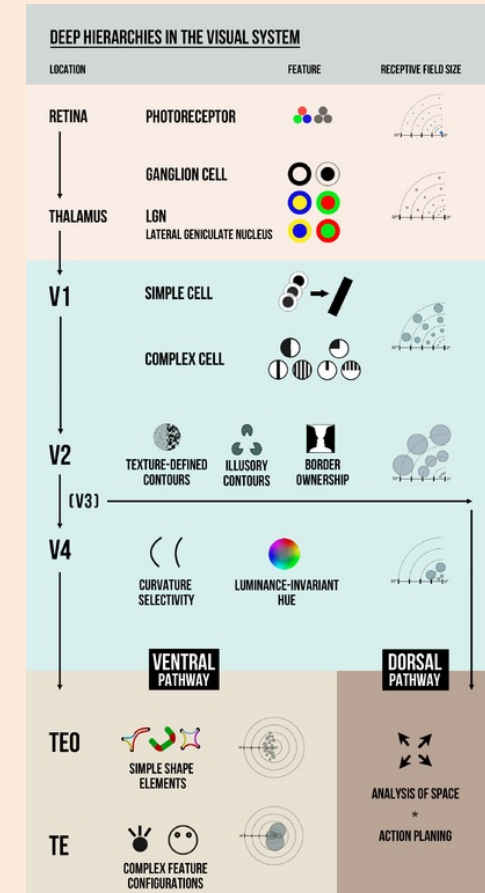 DEEP HIERARCHIES IN THE VISUAL SYSTEM
LOCATION FEATURE RECEPTIVE FIELD SIZE
RETINA PHOTORECEPTOR
GANGLION CELL
THALAMUS LGN
LATERAL GENICULATE NUCLEUS
V1 SIMPLE CELL
COMPLEX CELL
V2
TEXTURE-DEFINED
CONTOURS
ILLUSORY
CONTOURS
BORDER
OWNERSHIP
(V3)
V4
CURVATURE
SELECTIVITY
LUMINANCE-INVARIANT
HUE
VENTRAL
PATHWAY
DORSAL
PATHWAY
TEO
SIMPLE SHAPE
ELEMENTS
ANALYSIS OF SPACE
*
ACTION PLANING
TE
COMPLEX FEATURE
CONFIGURATIONS